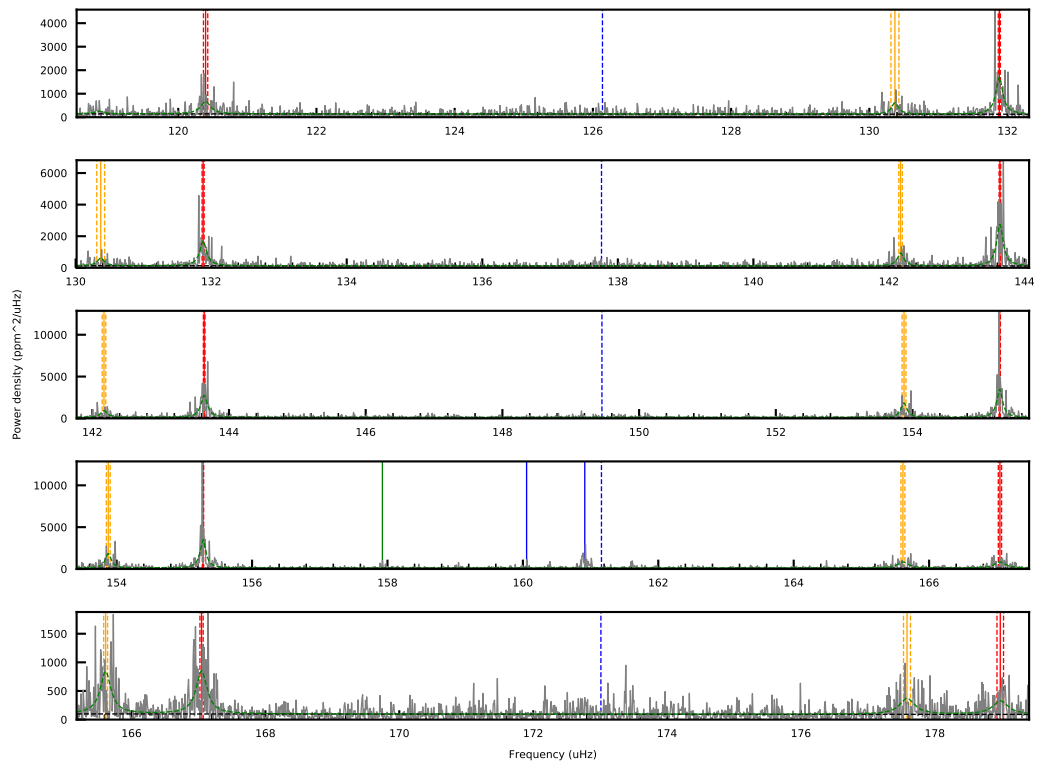 4000
3000
2000
1000
0
120 122 124 126 128 130 132
6000
4000
2000
0
130 132 134 136 138 140 142 144
Power density (ppm^2/uHz)
10000
5000
0
142 144 146 148 150 152 154
10000
5000
0
154 156 158 160 162 164 166
1500
1000
500
0
166 168 170 172 174 176 178
Frequency (uHz)